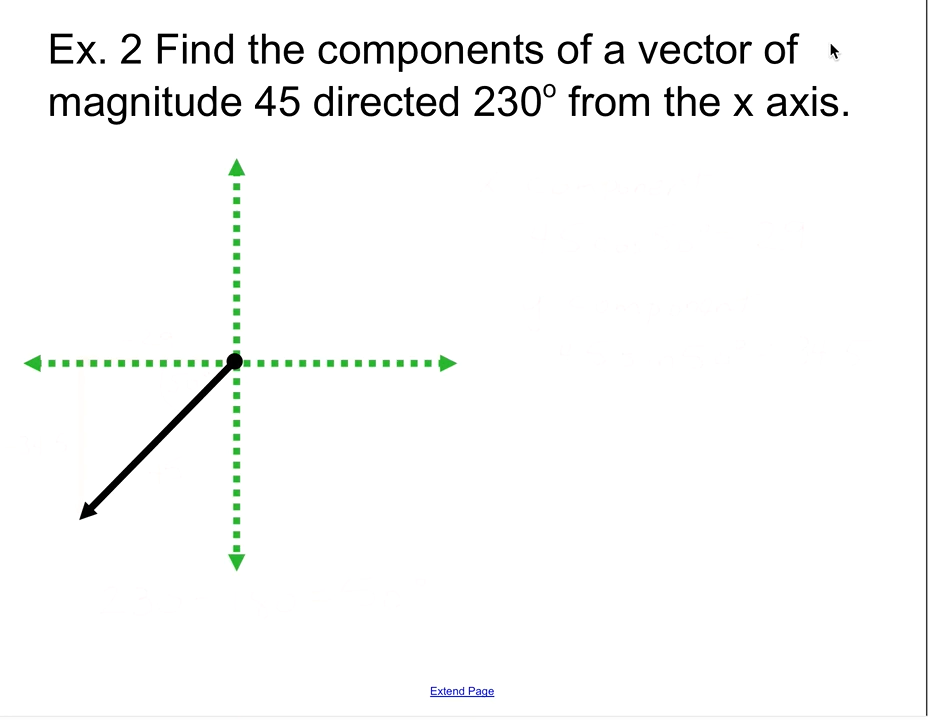 Ex. 2 Find the components of a vector of
magnitude 45 directed 230° from the x axis.
Extend Page